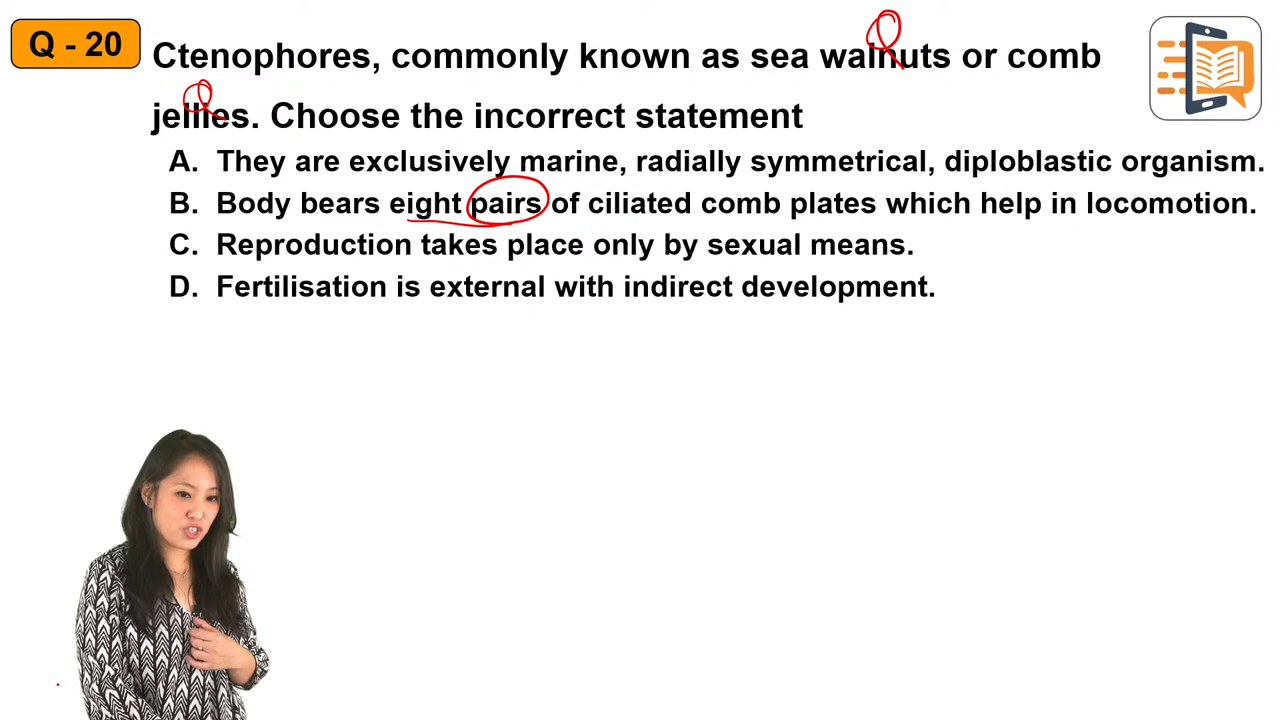 Q - 20
Ctenophores, commonly known as sea walnuts or comb
jellies. Choose the incorrect statement
A. They are exclusively marine, radially symmetrical, diploblastic organism.
B. Body bears eight pairs of ciliated comb plates which help in locomotion.
C. Reproduction takes place only by sexual means.
D. Fertilisation is external with indirect development.